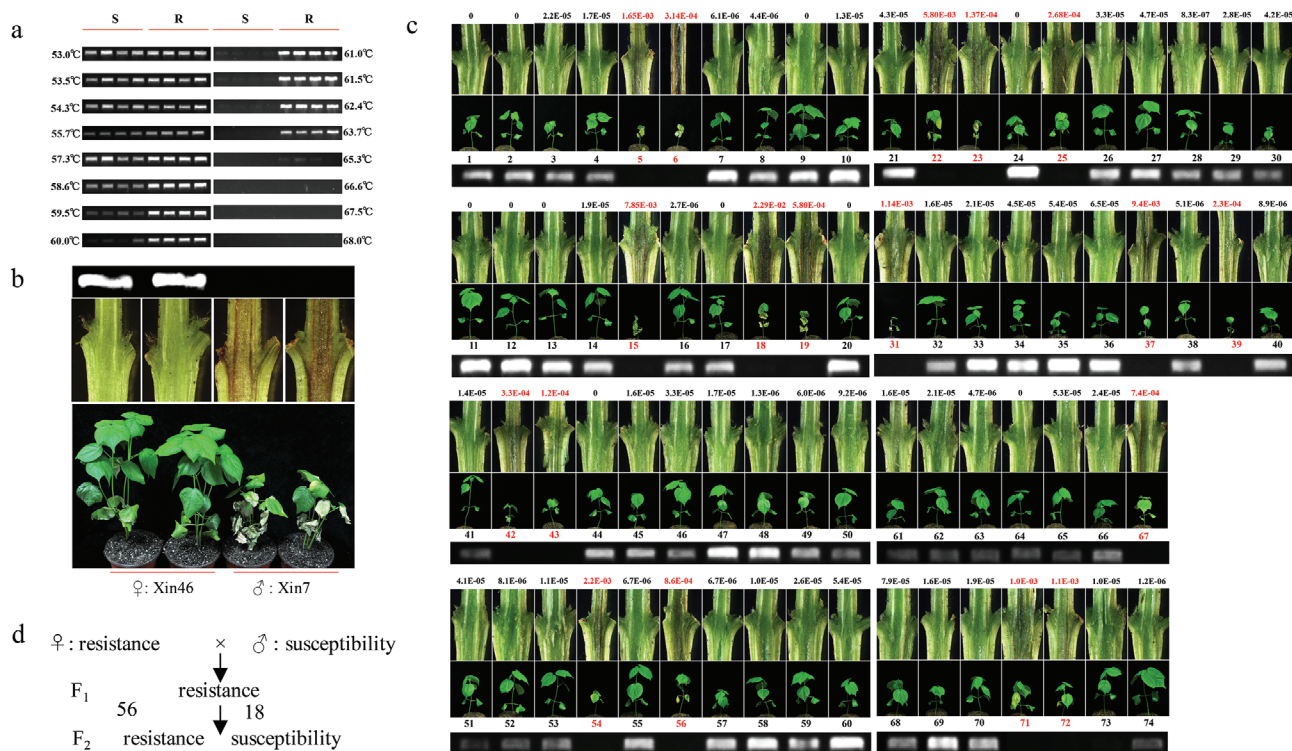 a
S R S R
53.0℃ 61.0℃
53.5℃ 61.5℃
54.3℃ 62.4℃
55.7℃ 63.7℃
57.3℃ 65.3℃
58.6℃ 66.6℃
59.5℃ 67.5℃
60.0℃ 68.0℃
b
♀: Xin46 ♂: Xin7
c
0 0 2.2E-05 1.7E-05 1.65E-03 3.14E-04 6.1E-06 4.4E-06 0 1.3E-05
1 2 3 4 5 6 7 8 9 10
4.3E-05 5.80E-03 1.37E-04 0 2.68E-04 3.3E-05 4.7E-05 8.3E-07 2.8E-05 4.2E-05
21 22 23 24 25 26 27 28 29 30
0 0 0 1.9E-05 7.85E-03 2.7E-06 0 2.29E-02 5.80E-04 0
11 12 13 14 15 16 17 18 19 20
1.14E-03 1.6E-05 2.1E-05 4.5E-05 5.4E-05 6.5E-05 9.4E-03 5.1E-06 2.3E-04 8.9E-06
31 32 33 34 35 36 37 38 39 40
1.4E-05 3.3E-04 1.2E-04 0 1.6E-05 3.3E-05 1.7E-05 1.3E-06 6.0E-06 9.2E-06
41 42 43 44 45 46 47 48 49 50
1.6E-05 2.1E-05 4.7E-06 0 5.3E-05 2.4E-05 7.4E-04
61 62 63 64 65 66 67
4.1E-05 8.1E-06 1.1E-05 2.2E-03 6.7E-05 8.6E-04 6.7E-06 1.0E-05 2.6E-05 5.4E-05
51 52 53 54 55 56 57 58 59 60
7.9E-05 1.6E-05 1.9E-05 1.0E-03 1.1E-03 1.0E-05 1.2E-06
68 69 70 71 72 73 74
d
♀: resistance × ♂: susceptibility
F1 resistance
56 18
F2 resistance susceptibility